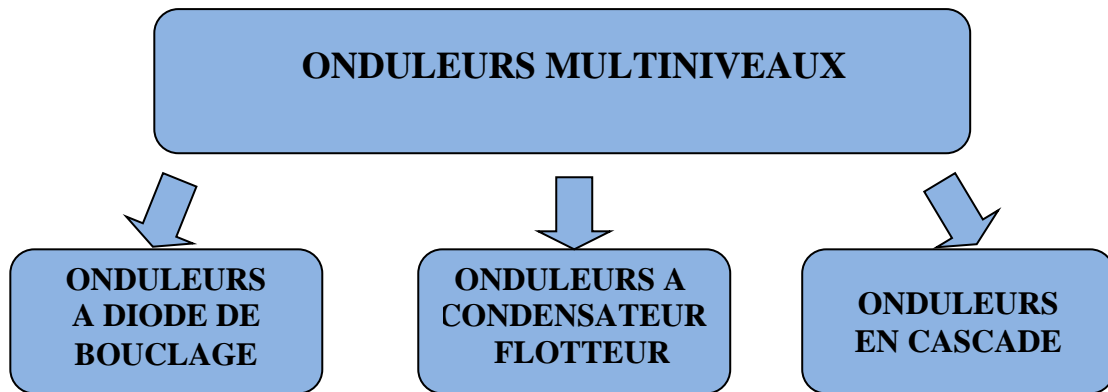 ONDULEURS MULTINIVEAUX
ONDULEURS
A DIODE DE
BOUCLAGE
ONDULEURS A
CONDENSATEUR
FLOTTEUR
ONDULEURS
EN CASCADE